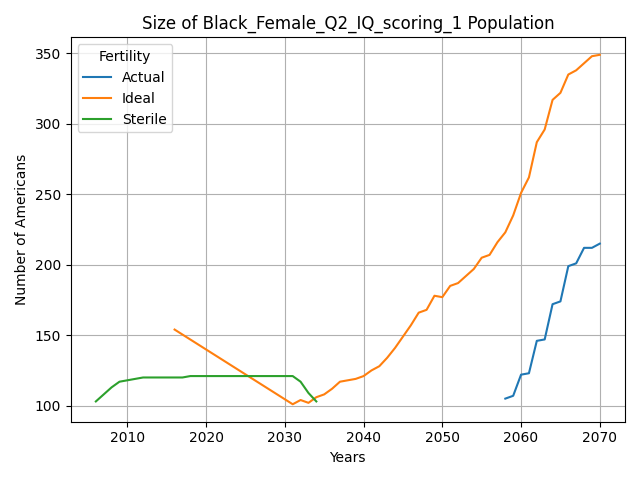 Size of Black_Female_Q2_IQ_scoring_1 Population
Fertility
Actual
Ideal
Sterile
Number of Americans
350
300
250
200
150
100
2010 2020 2030 2040 2050 2060 2070
Years